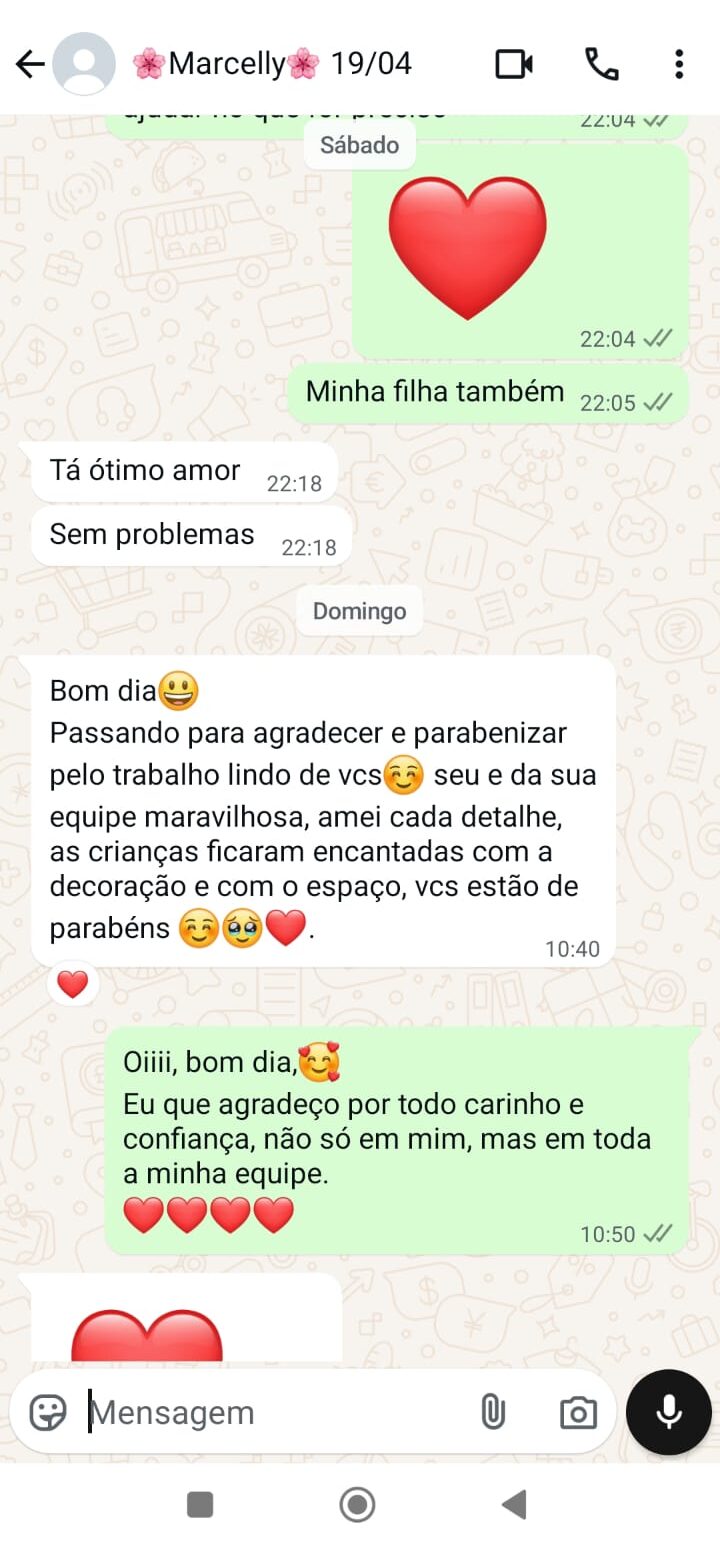 🌸Marcelly🌸 19/04
22:04
Sábado
22:04
Minha filha também 22:05
Tá ótimo amor 22:18
Sem problemas 22:18
Domingo
Bom dia😃
Passando para agradecer e parabenizar
pelo trabalho lindo de vcs☺️ seu e da sua
equipe maravilhosa, amei cada detalhe,
as crianças ficaram encantadas com a
decoração e com o espaço, vcs estão de
parabéns ☺️🥹❤️.
10:40
Oiiii, bom dia,🥰
Eu que agradeço por todo carinho e
confiança, não só em mim, mas em toda
a minha equipe.
❤️❤️❤️❤️
10:50
Mensagem